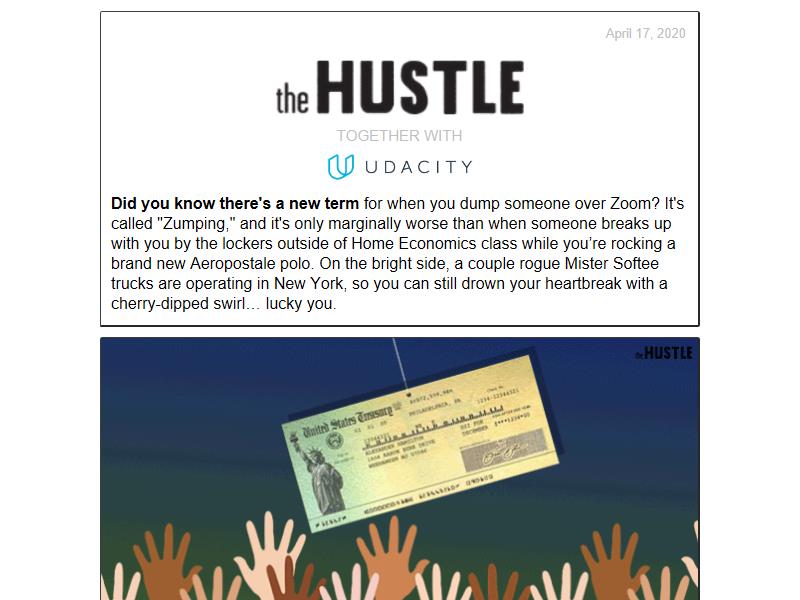 April 17, 2020
the HUSTLE
TOGETHER WITH
UDACITY
Did you know there's a new term for when you dump someone over Zoom? It's
called "Zumping," and it's only marginally worse than when someone breaks up
with you by the lockers outside of Home Economics class while you’re rocking a
brand new Aeropostale polo. On the bright side, a couple rogue Mister Softee
trucks are operating in New York, so you can still drown your heartbreak with a
cherry-dipped swirl… lucky you.
the HUSTLE
United States Treasury
PHILADELPHIA, PA
ALEXANDER HAMILTON